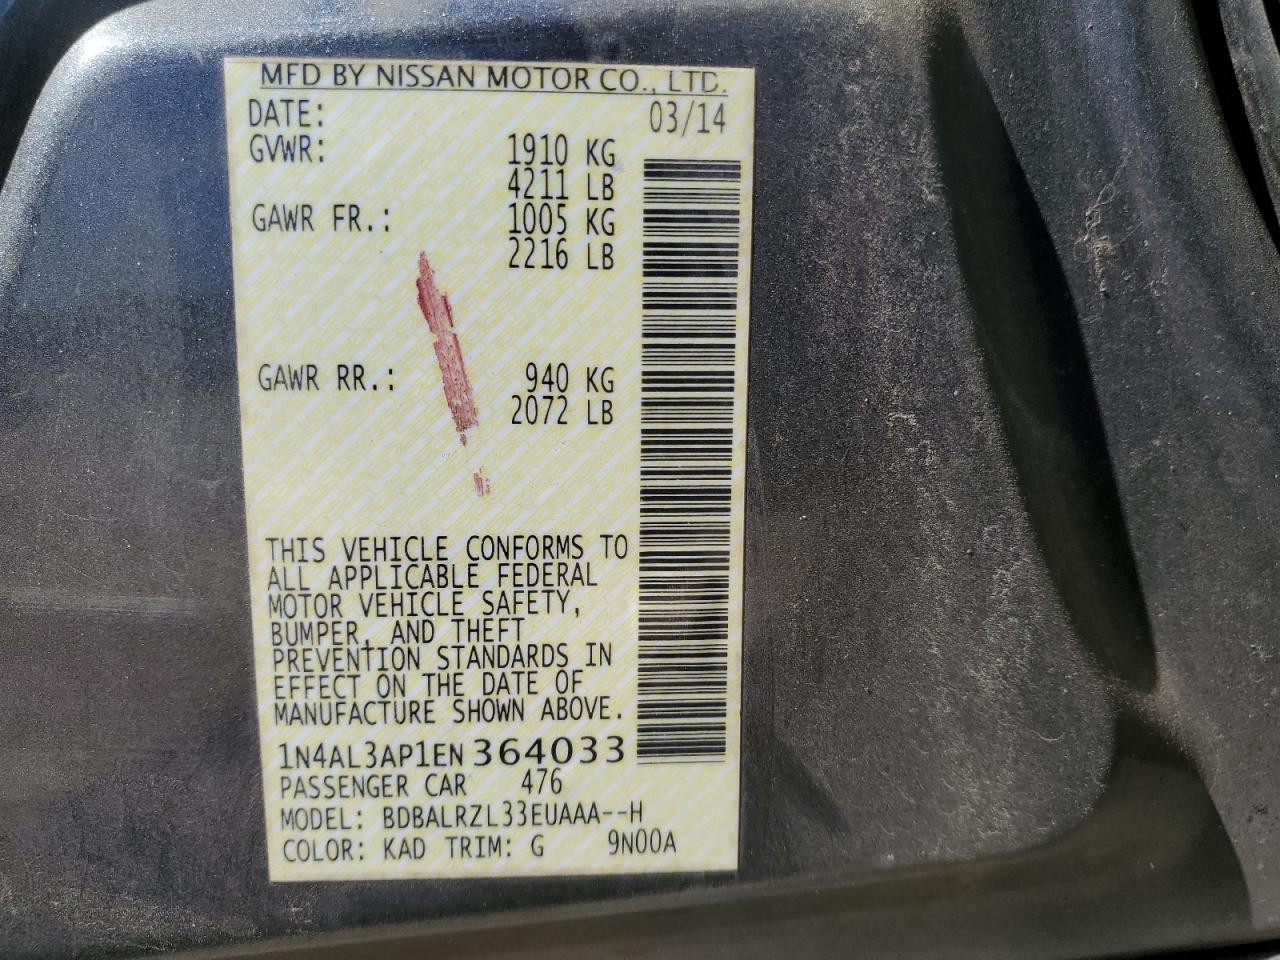 MFD BY NISSAN MOTOR CO., LTD.
DATE: 03/14
GVWR: 1910 KG
4211 LB
GAWR FR.: 1005 KG
2216 LB
GAWR RR.: 940 KG
2072 LB
THIS VEHICLE CONFORMS TO
ALL APPLICABLE FEDERAL
MOTOR VEHICLE SAFETY,
BUMPER, AND THEFT
PREVENTION STANDARDS IN
EFFECT ON THE DATE OF
MANUFACTURE SHOWN ABOVE.
1N4AL3AP1EN364033
PASSENGER CAR 476
MODEL: BDBALRZL33EUAAA--H
COLOR: KAD TRIM: G 9N00A